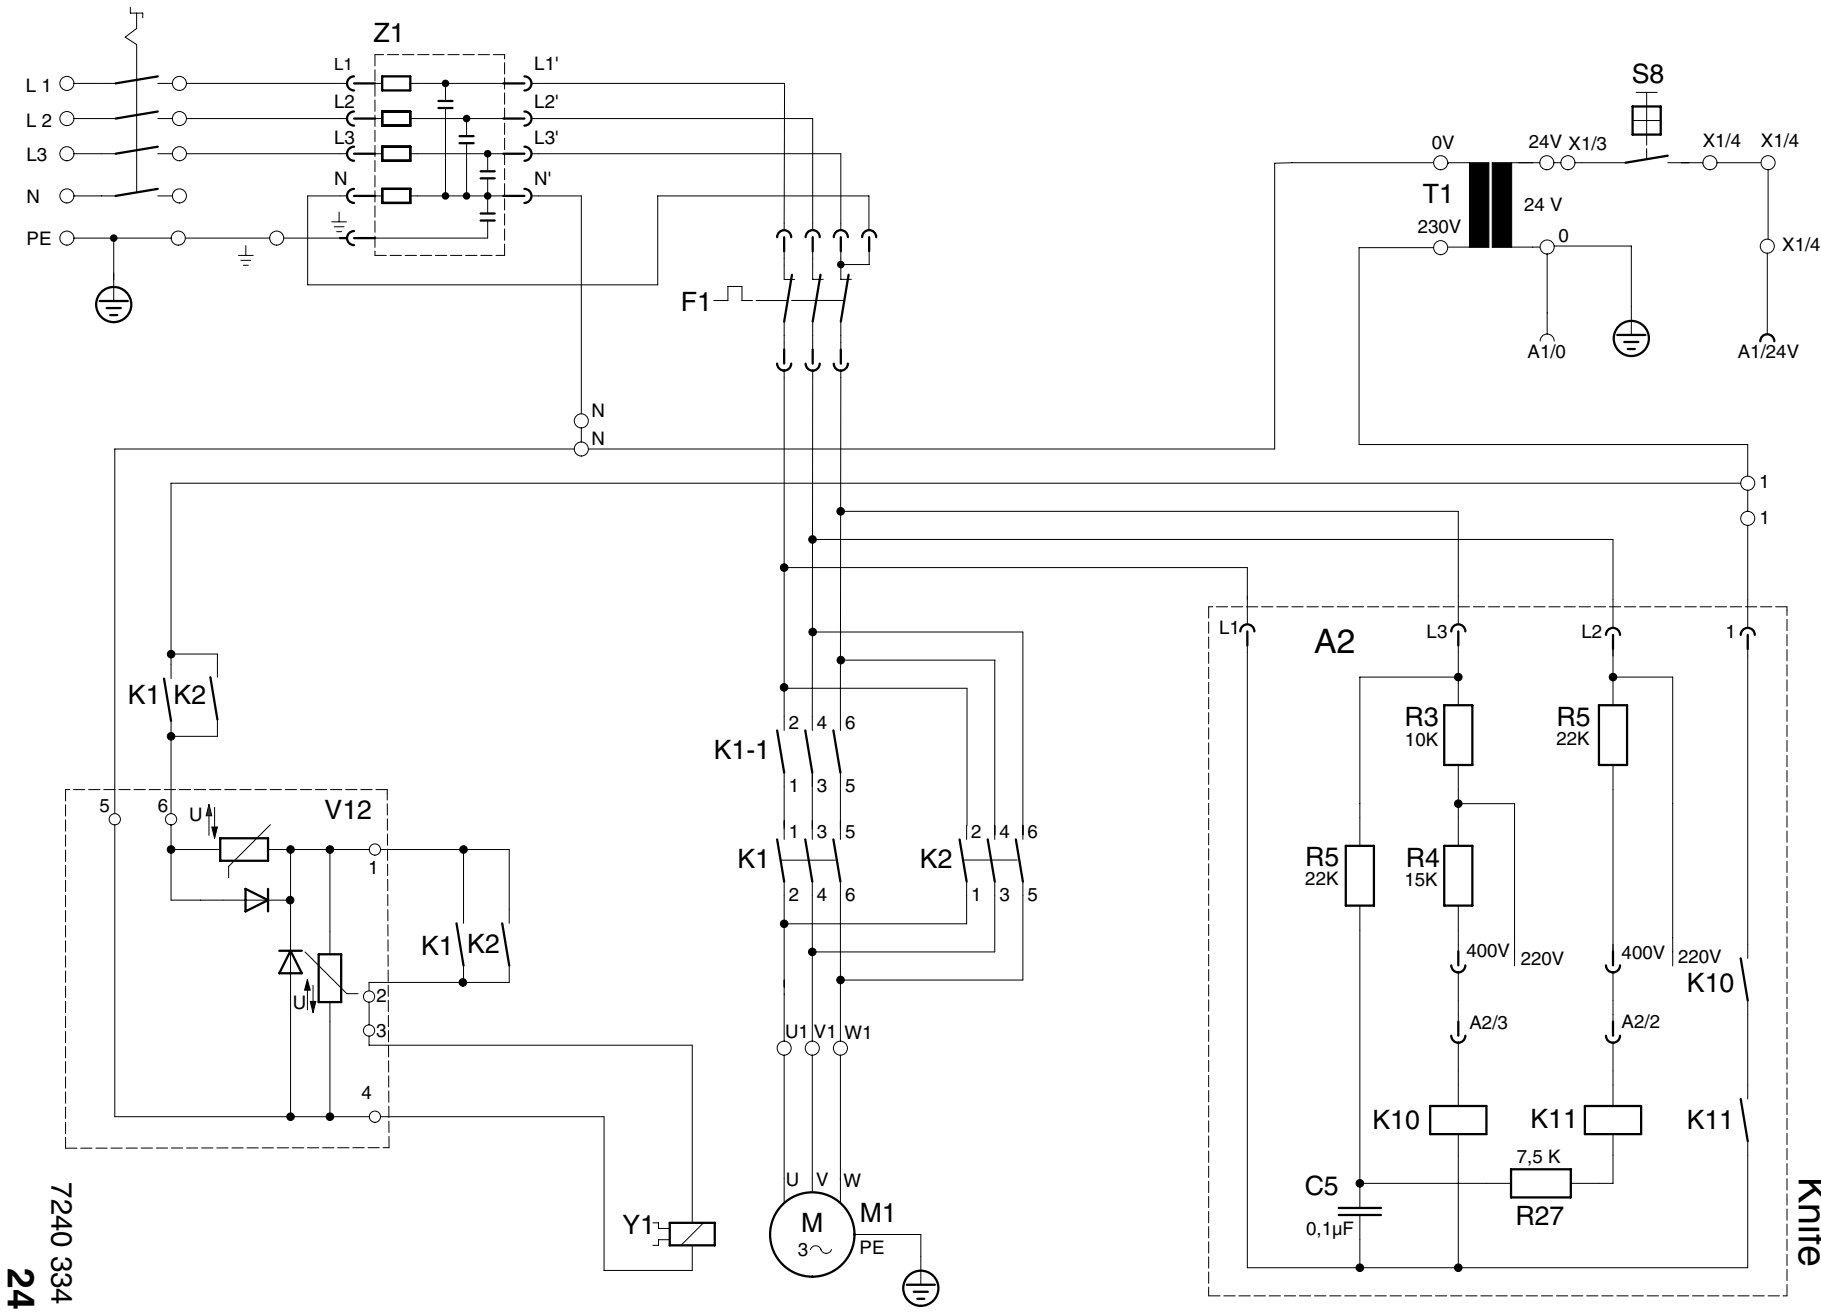 Z1
L 1
L1
L1'
L 2
L2
L2'
L3
L3
L3'
N
N
N'
PE
F1
S8
0V
24V
X1/3
X1/4
X1/4
T1
24 V
230V
0
X1/4
A1/0
A1/24V
N
N
1
1
L1
A2
L3
L2
1
K1
K2
K1-1
2
4
6
1
3
5
R3
10K
R5
22K
5
6
U
V12
1
3
5
2
4
6
K1
K2
2
4
6
1
3
5
1
R5
22K
R4
15K
K1
K2
400V
220V
400V
220V
K10
U
2
3
A2/3
A2/2
U1
V1
W1
4
K10
K11
K11
7,5 K
R27
C5
0,1µF
U
V
W
Y1
M
3
M1
PE
7240 334
24
Knife